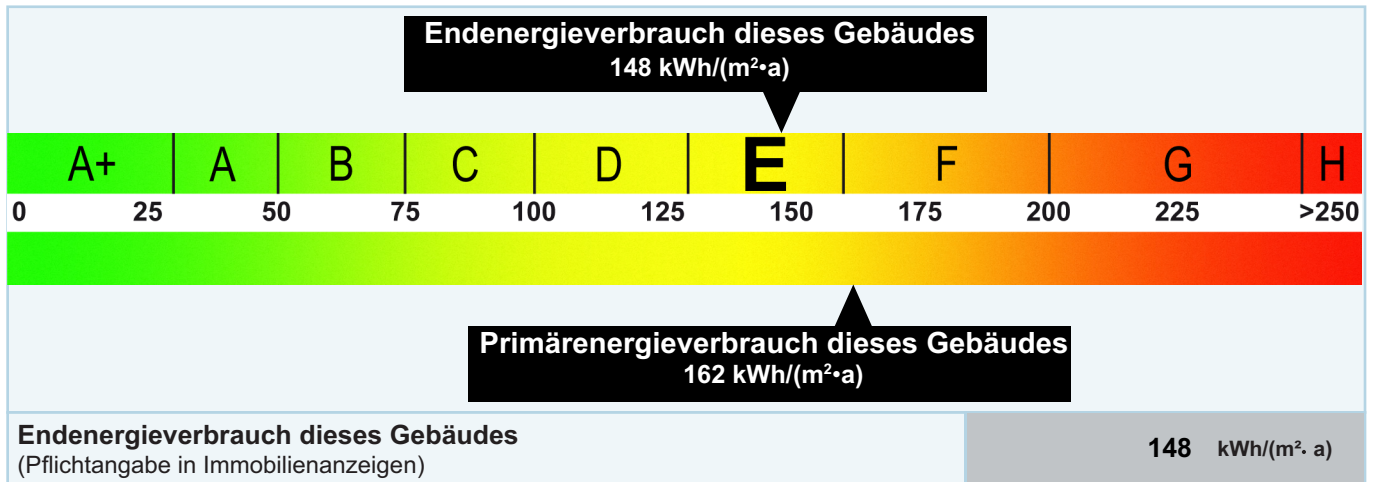 Endenergieverbrauch dieses Gebäudes
148 kWh/(m²•a)
A+ A B C D E F G H
0 25 50 75 100 125 150 175 200 225 >250
Primärenergieverbrauch dieses Gebäudes
162 kWh/(m²•a)
Endenergieverbrauch dieses Gebäudes
(Pflichtangabe in Immobilienanzeigen)
148 kWh/(m²· a)